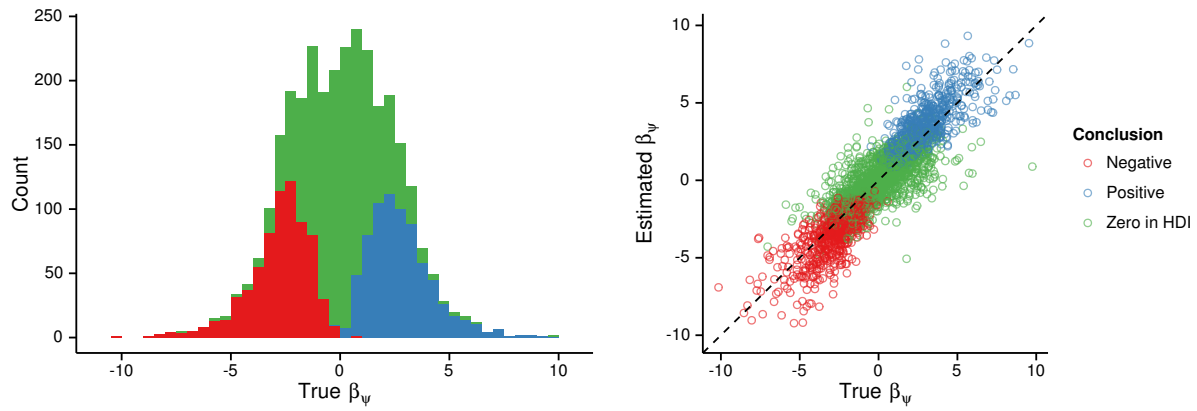 250
200
150
100
50
0
Count
-10
-5
0
5
10
True βψ
10
5
0
-5
-10
Estimated βψ
-10
-5
0
5
10
True βψ
Conclusion
Negative
Positive
Zero in HDI